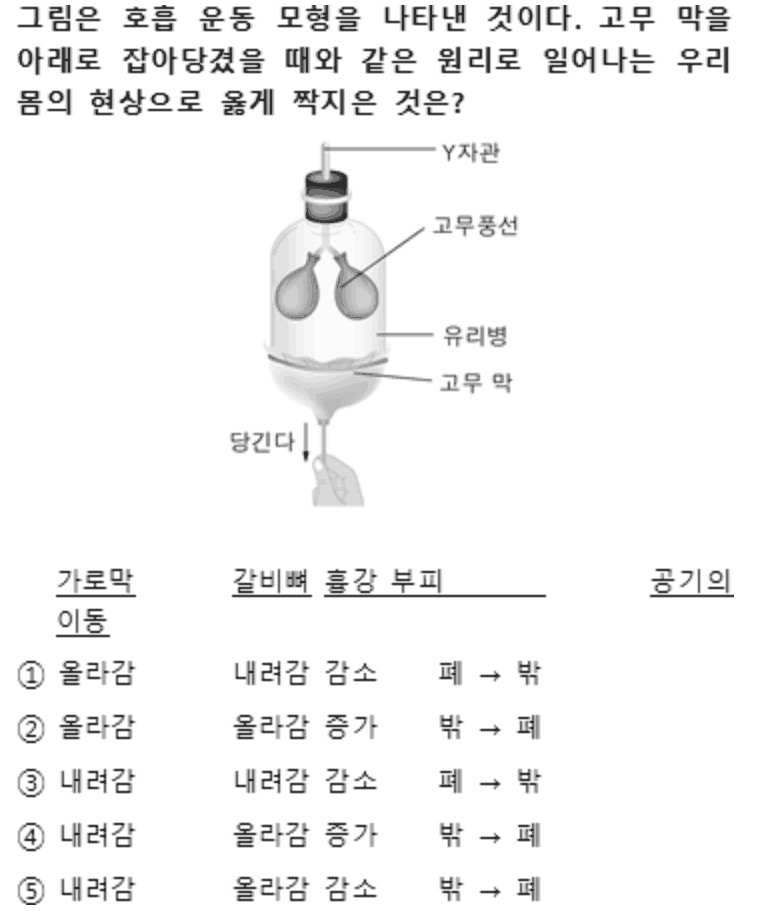 그림은 호흡 운동 모형을 나타낸 것이다. 고무 막을
아래로 잡아당겼을 때와 같은 원리로 일어나는 우리
몸의 현상으로 옳게 짝지은 것은?
Y자관
고무풍선
유리병
고무 막
당긴다
가로막 갈비뼈 흉강 부피 공기의
이동
① 올라감 내려감 감소 폐 → 밖
② 올라감 올라감 증가 밖 → 폐
③ 내려감 내려감 감소 폐 → 밖
④ 내려감 올라감 증가 밖 → 폐
⑤ 내려감 올라감 감소 밖 → 폐